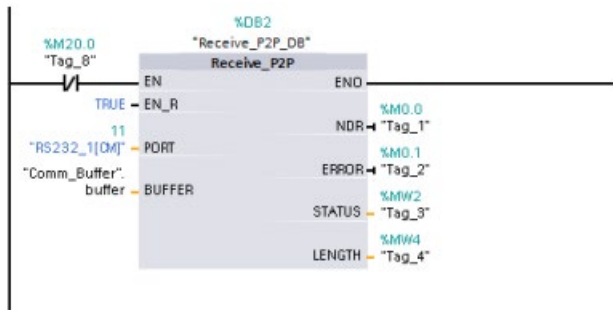 %DB2
%M20.0
"Receive_P2P_DB"
"Tag_8"
Receive_P2P
EN
ENO
TRUE
EN_R
%M0.0
11
NDR
"Tag_1"
"RS232_1[CM]"
PORT
%M0.1
"Comm_Buffer".
ERROR
"Tag_2"
buffer
BUFFER
%MW2
STATUS
"Tag_3"
%MW4
LENGTH
"Tag_4"